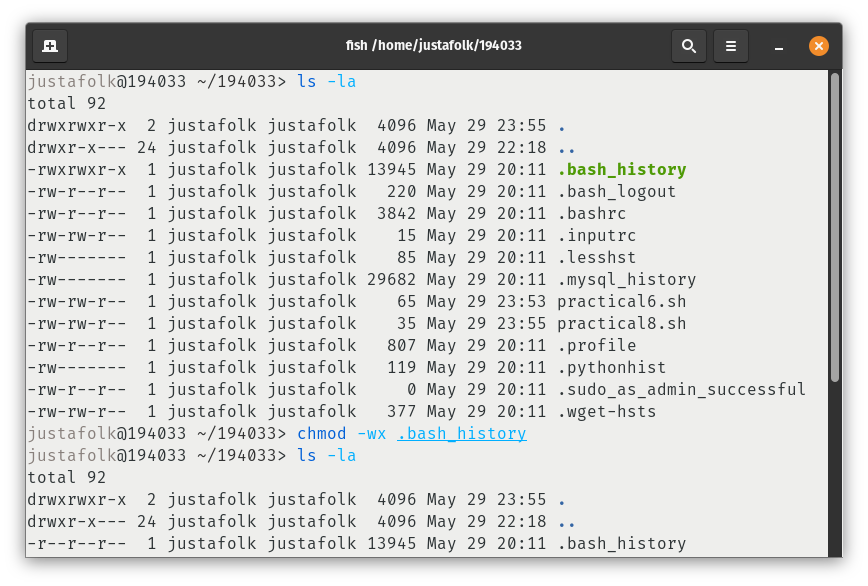 fish /home/justafolk/194033
justafolk@194033 ~/194033> ls -la
total 92
drwxrwxr-x  2 justafolk justafolk  4096 May 29 23:55 .
drwxr-x--- 24 justafolk justafolk  4096 May 29 22:18 ..
-rwxrwxr-x  1 justafolk justafolk 13945 May 29 20:11 .bash_history
-rw-r--r--  1 justafolk justafolk   220 May 29 20:11 .bash_logout
-rw-r--r--  1 justafolk justafolk  3842 May 29 20:11 .bashrc
-rw-rw-r--  1 justafolk justafolk    15 May 29 20:11 .inputrc
-rw-------  1 justafolk justafolk    85 May 29 20:11 .lesshst
-rw-------  1 justafolk justafolk 29682 May 29 20:11 .mysql_history
-rw-rw-r--  1 justafolk justafolk    65 May 29 23:53 practical6.sh
-rw-rw-r--  1 justafolk justafolk    35 May 29 23:55 practical8.sh
-rw-r--r--  1 justafolk justafolk   807 May 29 20:11 .profile
-rw-------  1 justafolk justafolk   119 May 29 20:11 .pythonhist
-rw-r--r--  1 justafolk justafolk     0 May 29 20:11 .sudo_as_admin_successful
-rw-rw-r--  1 justafolk justafolk   377 May 29 20:11 .wget-hsts
justafolk@194033 ~/194033> chmod -wx .bash_history
justafolk@194033 ~/194033> ls -la
total 92
drwxrwxr-x  2 justafolk justafolk  4096 May 29 23:55 .
drwxr-x--- 24 justafolk justafolk  4096 May 29 22:18 ..
-r--r--r--  1 justafolk justafolk 13945 May 29 20:11 .bash_history